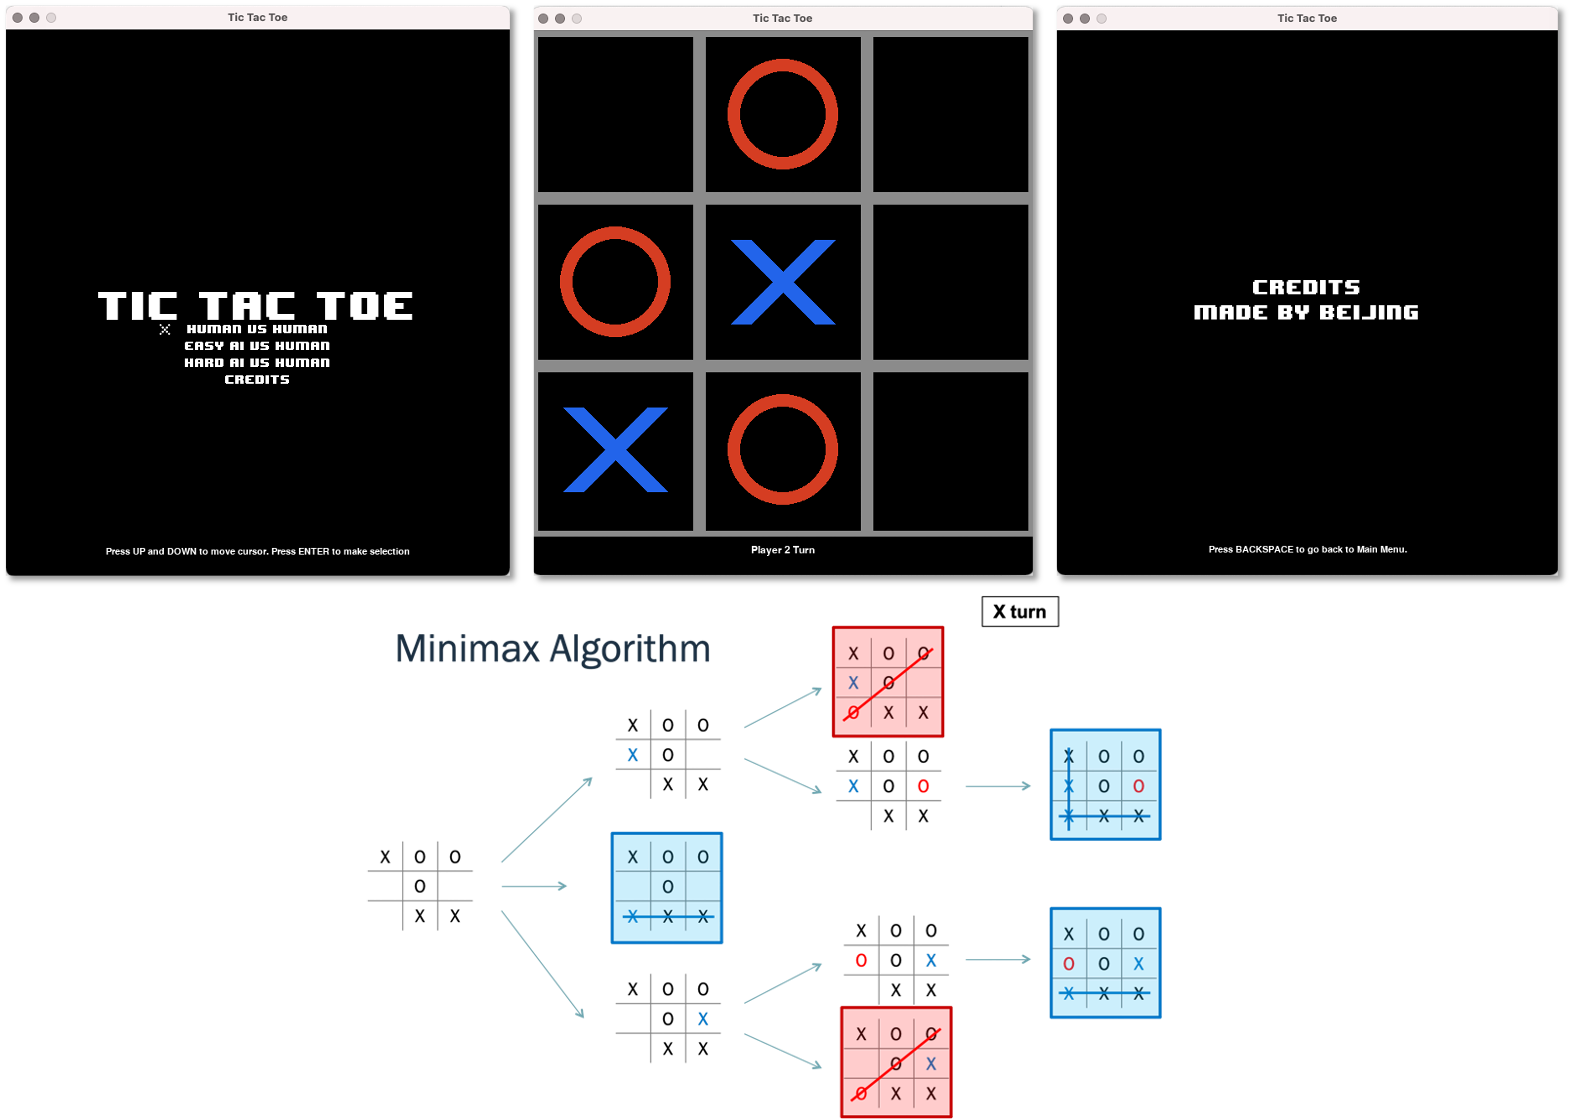 Tic Tac Toe
TIC TAC TOE
HUMAN VS HUMAN
EASY AI VS HUMAN
HARD AI VS HUMAN
CREDITS
Press UP and DOWN to move cursor. Press ENTER to make selection
Tic Tac Toe
O
O X
X O
Player 2 Turn
Tic Tac Toe
CREDITS
MADE BY BEIJING
Press BACKSPACE to go back to Main Menu.
Minimax Algorithm
X turn
X O O
O
X X
X O O
X O
X X
X O O
O
X X X
X O O
O X
X X
X O O
X O
O X X
X O O
X O O
X X
X O O
O O X
X X
X O O
O X
O X X
X O O
X O O
X X X
X O O
O O X
X X X